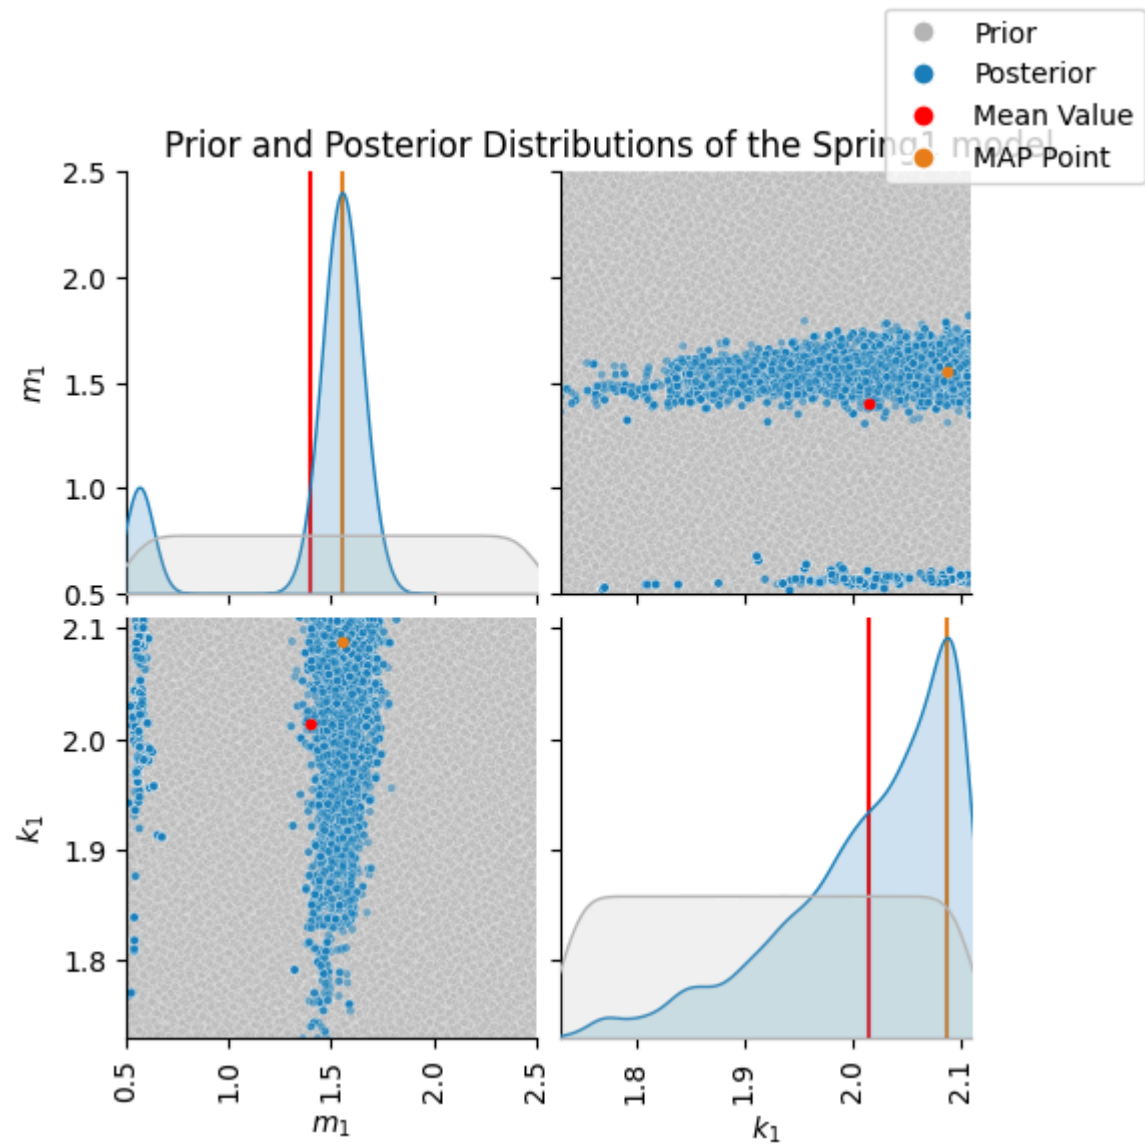 Prior
Posterior
Mean Value
MAP Point
Prior and Posterior Distributions of the Spring1 model
2.5
2.0
1.5
1.0
0.5
m₁
2.1
2.0
1.9
1.8
k₁
0.5
1.0
1.5
2.0
2.5
m₁
1.8
1.9
2.0
2.1
k₁